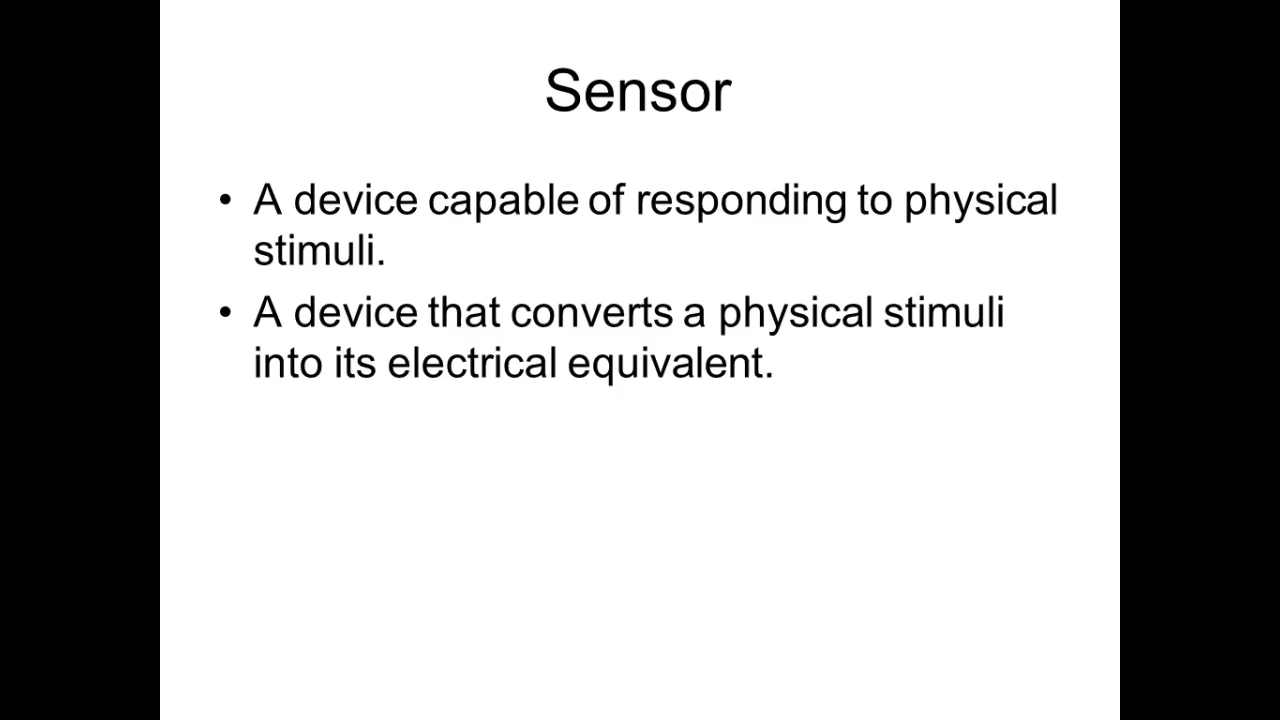 Sensor
• A device capable of responding to physical
stimuli.
• A device that converts a physical stimuli
into its electrical equivalent.